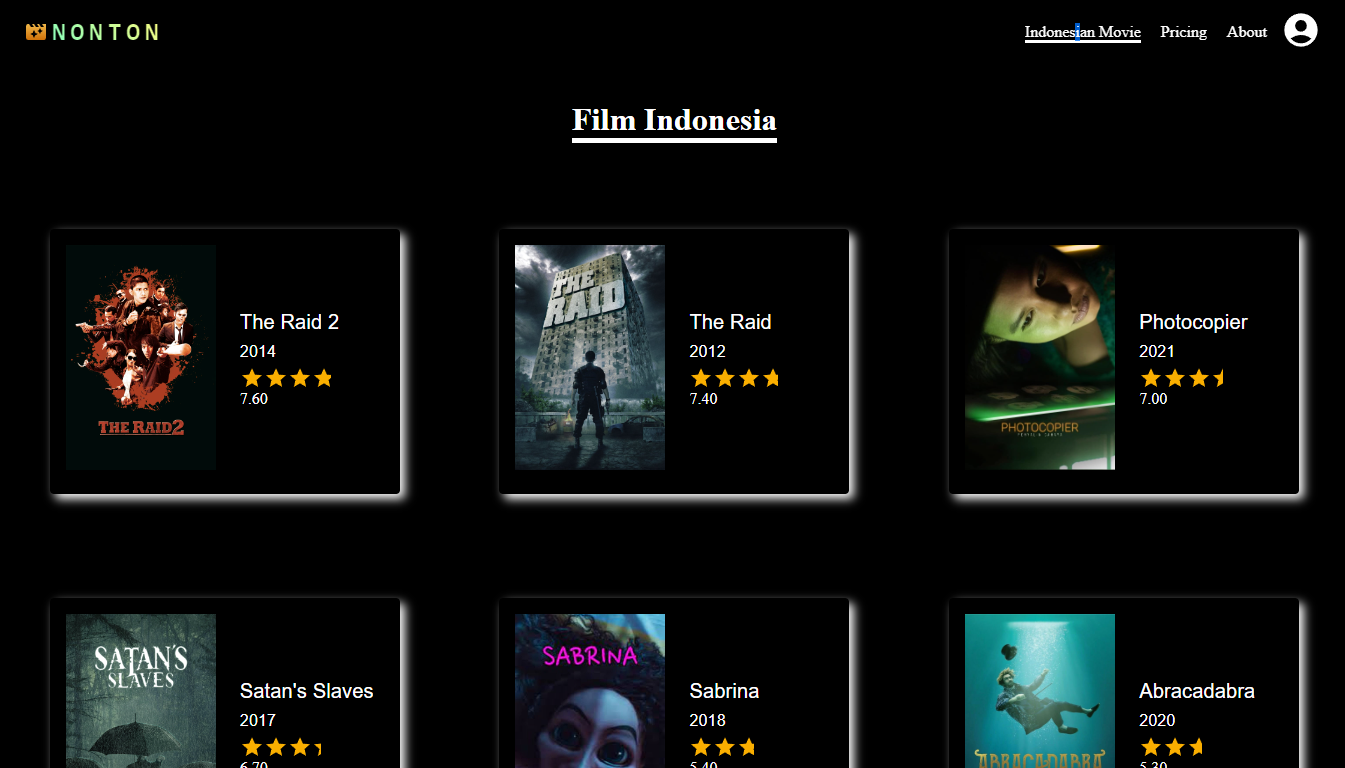 NONTON
Indonesian Movie
Pricing
About
Film Indonesia
THE RAID 2
The Raid 2
2014
7.60
THE
RAID
The Raid
2012
7.40
PHOTOCOPIER
Photocopier
2021
7.00
SATAN'S
SLAVES
Satan's Slaves
2017
6.70
SABRINA
Sabrina
2018
5.40
ABRACADABRA
Abracadabra
2020
5.30